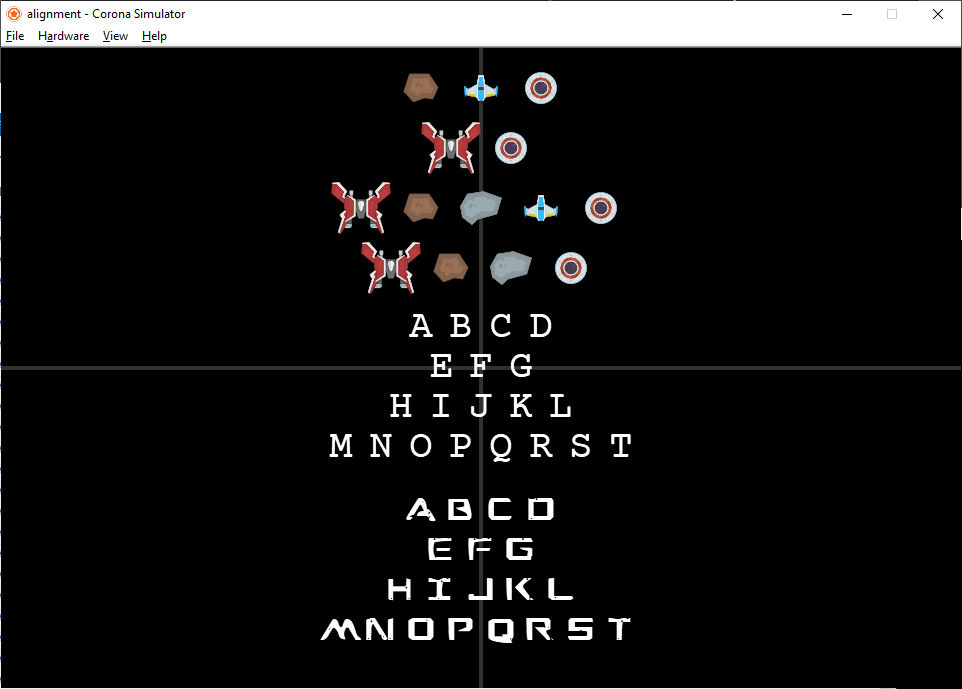 alignment - Corona Simulator
File Hardware View Help
A B C D
E F G
H I J K L
M N O P Q R S T
A B C D
E F G
H I J K L
M N O P Q R S T